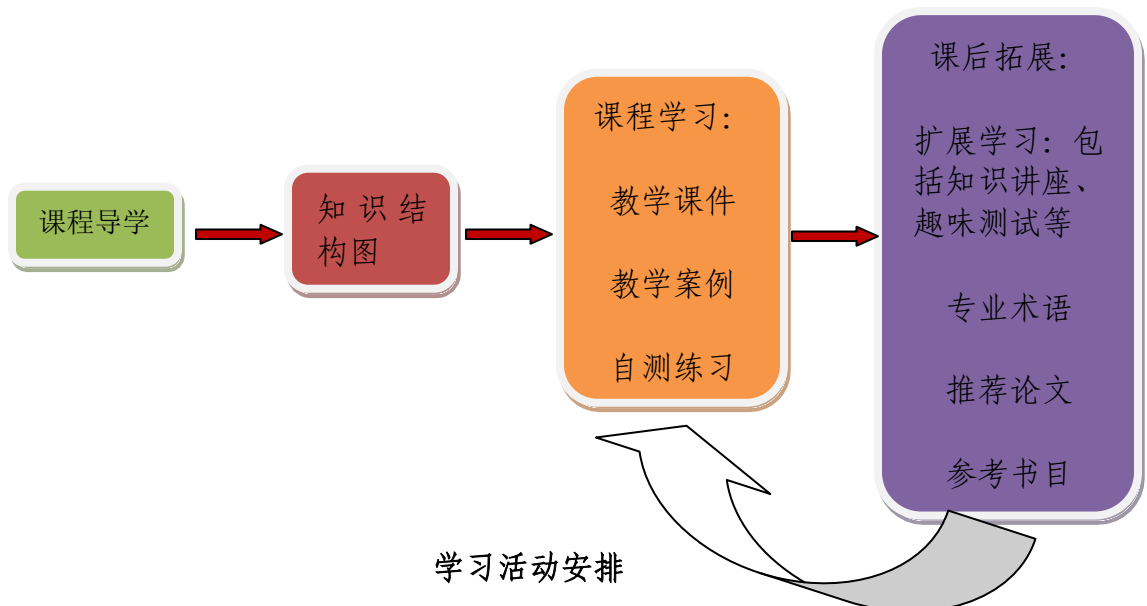 课程导学
知识结
构图
课程学习:
教学课件
教学案例
自测练习
课后拓展:
扩展学习: 包
括知识讲座、
趣味测试等
专业术语
推荐论文
参考书目
学习活动安排